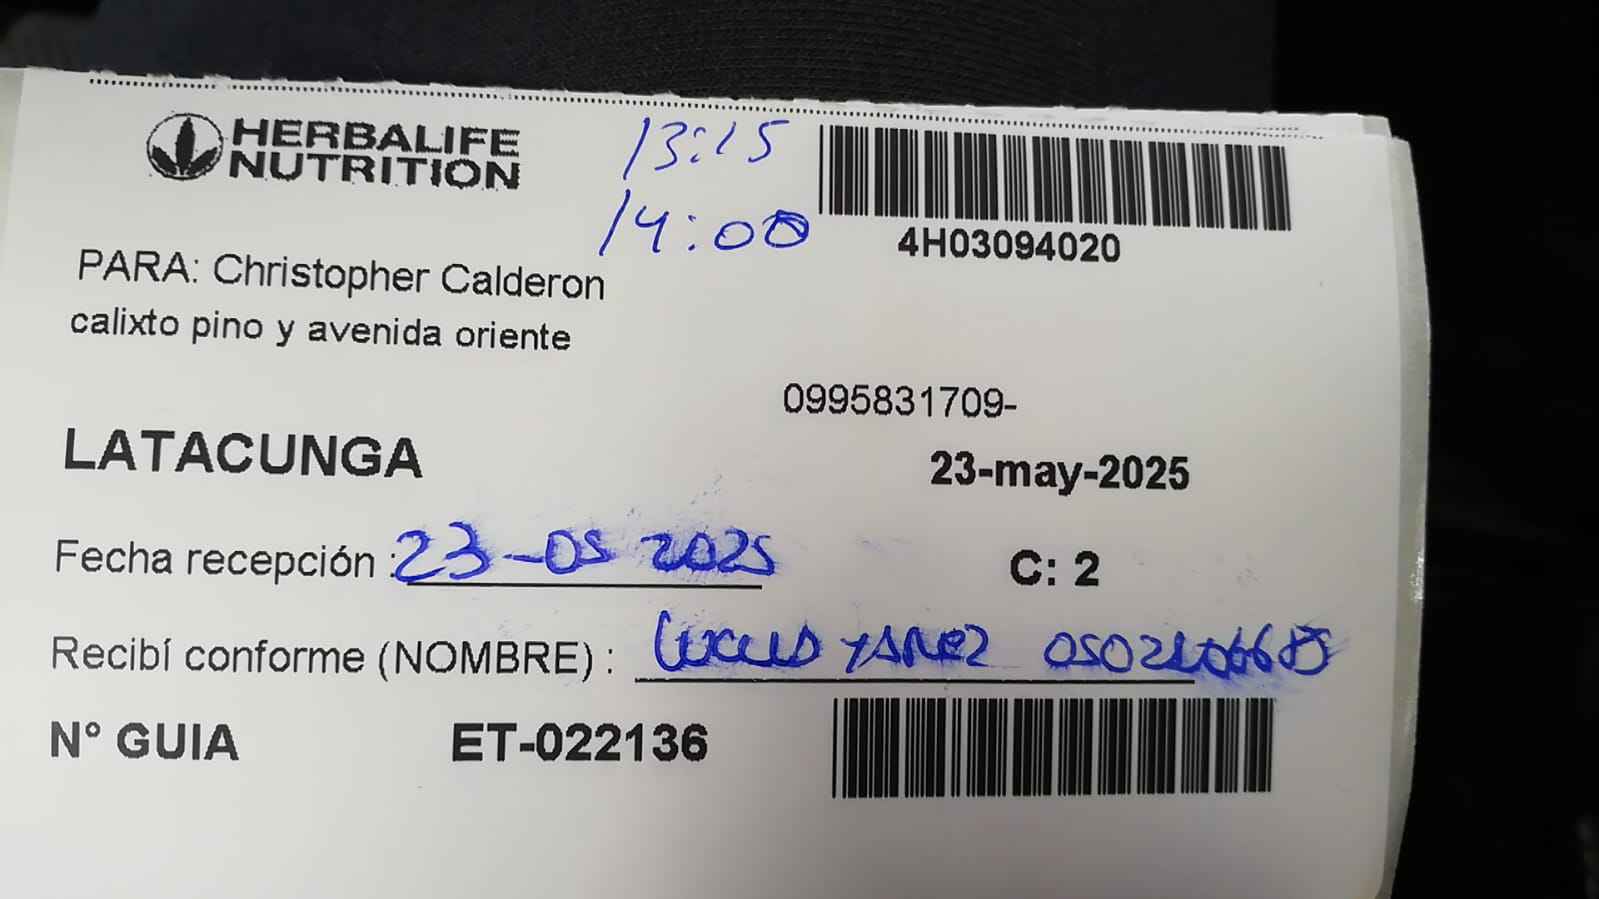 HERBALIFE
NUTRITION
13:15
14:00
4H03094020
PARA: Christopher Calderon
calixto pino y avenida oriente
0995831709-
LATACUNGA
23-may-2025
Fecha recepción : 23-05 2025
C: 2
Recibí conforme (NOMBRE) : YANEZ
N° GUIA ET-022136